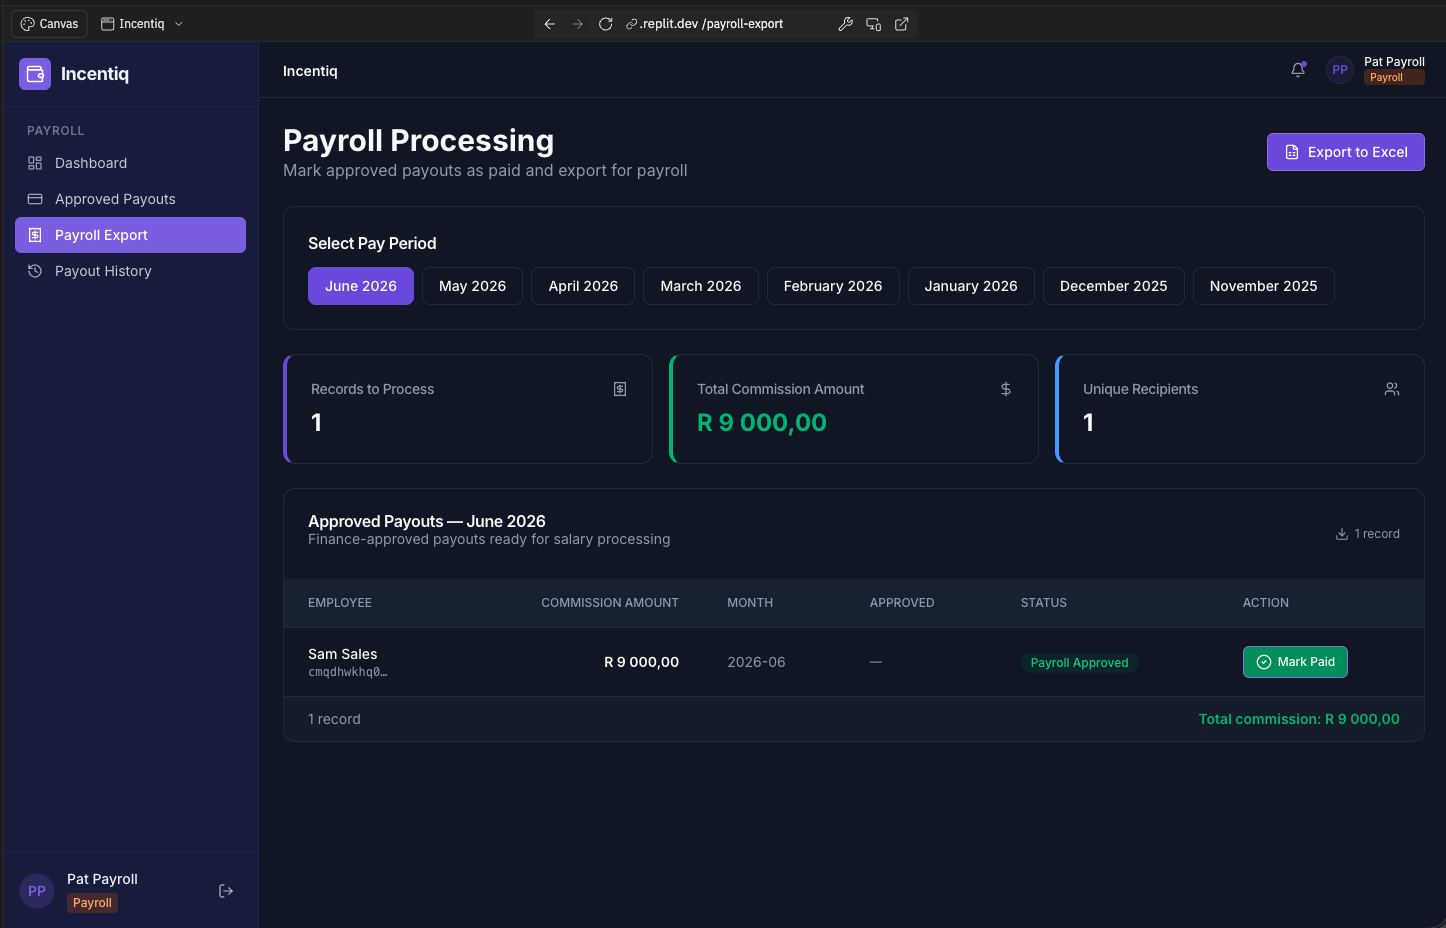 Canvas
Incentiq
.replit.dev /payroll-export
Incentiq
Incentiq
PP
Pat Payroll
Payroll
PAYROLL
Dashboard
Approved Payouts
Payroll Export
Payout History
Payroll Processing
Mark approved payouts as paid and export for payroll
Export to Excel
Select Pay Period
June 2026 May 2026 April 2026 March 2026 February 2026 January 2026 December 2025 November 2025
Records to Process
1
Total Commission Amount
R 9 000,00
Unique Recipients
1
Approved Payouts — June 2026
Finance-approved payouts ready for salary processing
1 record
EMPLOYEE COMMISSION AMOUNT MONTH APPROVED STATUS ACTION
Sam Sales R 9 000,00 2026-06 — Payroll Approved Mark Paid
cmqdhwkhq0…
1 record Total commission: R 9 000,00
PP
Pat Payroll
Payroll